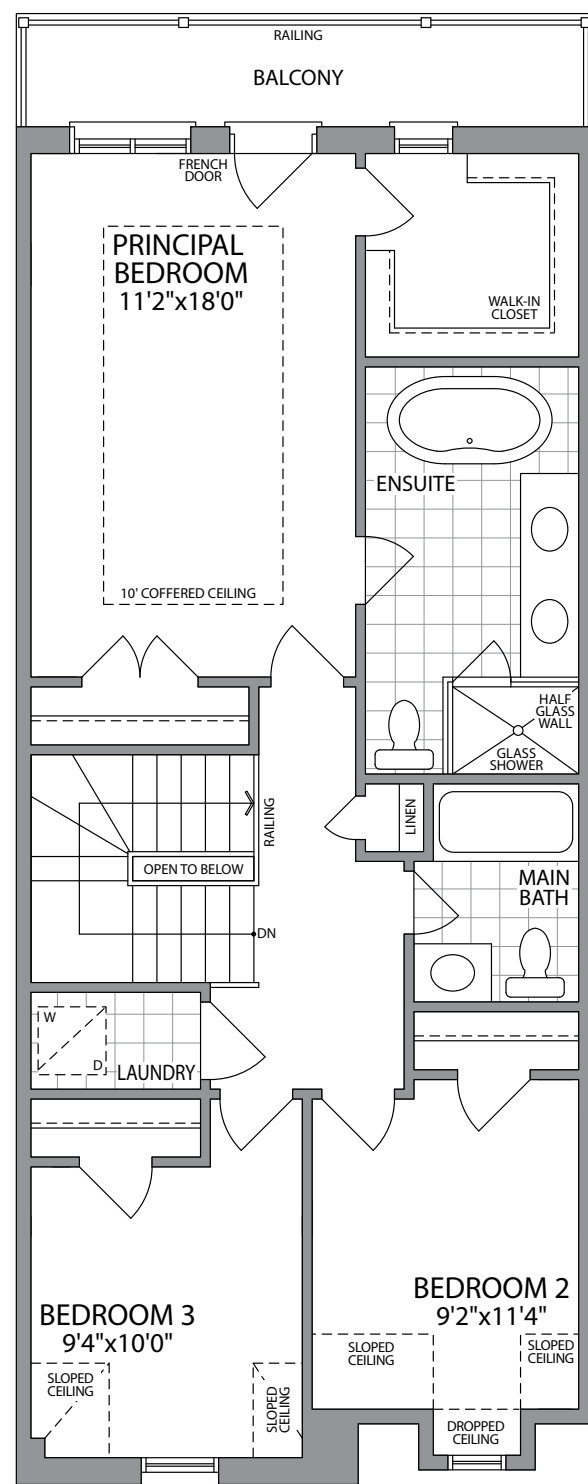 RAILING
BALCONY
FRENCH
DOOR
PRINCIPAL
BEDROOM
11'2"x18'0"
WALK-IN
CLOSET
ENSUITE
10' COFFERED CEILING
HALF
GLASS
WALL
GLASS
SHOWER
RAILING
LINEN
OPEN TO BELOW
MAIN
BATH
DN
W
D
LAUNDRY
BEDROOM 2
9'2"x11'4"
BEDROOM 3
9'4"x10'0"
SLOPED
CEILING
SLOPED
CEILING
SLOPED
CEILING
SLOPED
CEILING
DROPPED
CEILING